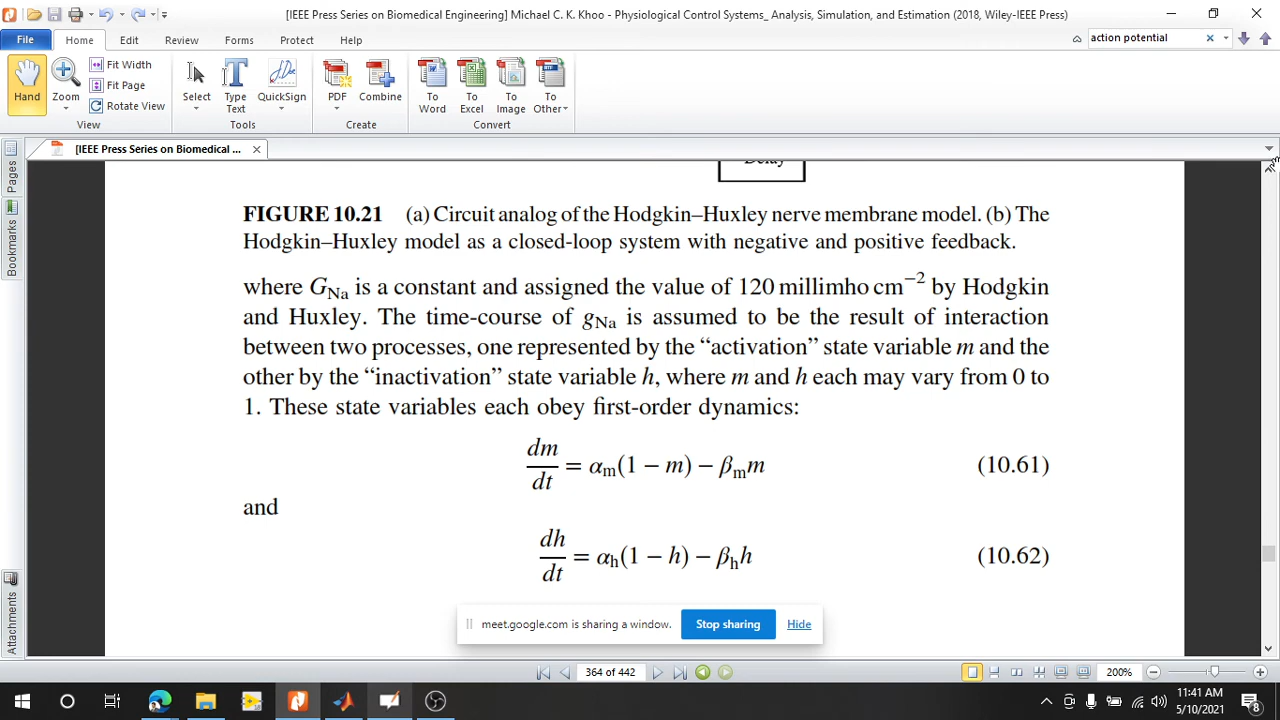 [IEEE Press Series on Biomedical Engineering] Michael C. K. Khoo - Physiological Control Systems_ Analysis, Simulation, and Estimation (2018, Wiley-IEEE Press)
File Home Edit Review Forms Protect Help
action potential
Hand
Zoom
Fit Width
Fit Page
Rotate View
View
Select
Type Text
QuickSign
Tools
PDF
Combine
Create
To Word
To Excel
To Image
To Other
Convert
[IEEE Press Series on Biomedical ...
Pages
Bookmarks
Attachments
Delay
FIGURE 10.21 (a) Circuit analog of the Hodgkin–Huxley nerve membrane model. (b) The
Hodgkin–Huxley model as a closed-loop system with negative and positive feedback.
where G_Na is a constant and assigned the value of 120 millimho cm⁻² by Hodgkin
and Huxley. The time-course of g_Na is assumed to be the result of interaction
between two processes, one represented by the “activation” state variable m and the
other by the “inactivation” state variable h, where m and h each may vary from 0 to
1. These state variables each obey first-order dynamics:
dm/dt = α_m(1 − m) − β_m m (10.61)
and
dh/dt = α_h(1 − h) − β_h h (10.62)
meet.google.com is sharing a window. Stop sharing Hide
364 of 442
200%
11:41 AM
5/10/2021
8